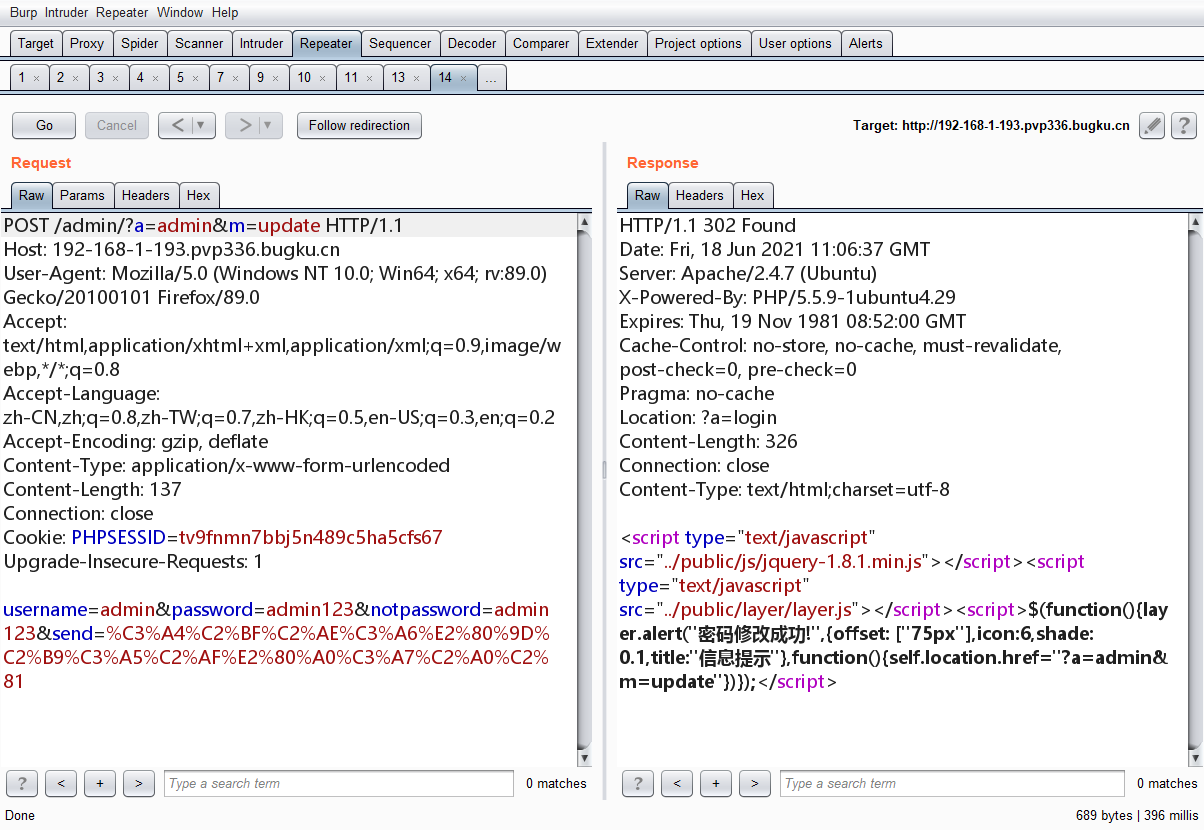 Burp Intruder Repeater Window Help
Target Proxy Spider Scanner Intruder Repeater Sequencer Decoder Comparer Extender Project options User options Alerts
1 × 2 × 3 × 4 × 5 × 7 × 9 × 10 × 11 × 13 × 14 × ...
Go Cancel < ▼ > ▼ Follow redirection Target: http://192-168-1-193.pvp336.bugku.cn ?
Request
Raw Params Headers Hex
POST /admin/?a=admin&m=update HTTP/1.1
Host: 192-168-1-193.pvp336.bugku.cn
User-Agent: Mozilla/5.0 (Windows NT 10.0; Win64; x64; rv:89.0)
Gecko/20100101 Firefox/89.0
Accept:
text/html,application/xhtml+xml,application/xml;q=0.9,image/w
ebp,*/*;q=0.8
Accept-Language:
zh-CN,zh;q=0.8,zh-TW;q=0.7,zh-HK;q=0.5,en-US;q=0.3,en;q=0.2
Accept-Encoding: gzip, deflate
Content-Type: application/x-www-form-urlencoded
Content-Length: 137
Connection: close
Cookie: PHPSESSID=tv9fnmn7bbj5n489c5ha5cfs67
Upgrade-Insecure-Requests: 1
username=admin&password=admin123&notpassword=admin
123&send=%C3%A4%C2%BF%C2%AE%C3%A6%E2%80%9D%
C2%B9%C3%A5%C2%AF%E2%80%A0%C3%A7%C2%A0%C2%
81
? < + > Type a search term 0 matches
Response
Raw Headers Hex
HTTP/1.1 302 Found
Date: Fri, 18 Jun 2021 11:06:37 GMT
Server: Apache/2.4.7 (Ubuntu)
X-Powered-By: PHP/5.5.9-1ubuntu4.29
Expires: Thu, 19 Nov 1981 08:52:00 GMT
Cache-Control: no-store, no-cache, must-revalidate,
post-check=0, pre-check=0
Pragma: no-cache
Location: ?a=login
Content-Length: 326
Connection: close
Content-Type: text/html;charset=utf-8
<script type="text/javascript"
src="../public/js/jquery-1.8.1.min.js"></script><script
type="text/javascript"
src="../public/layer/layer.js"></script><script>$(function(){lay
er.alert("密码修改成功!",{offset: ["75px"],icon:6,shade:
0.1,title:"信息提示"},function(){self.location.href="?a=admin&
m=update"})});</script>
? < + > Type a search term 0 matches
Done 689 bytes | 396 millis